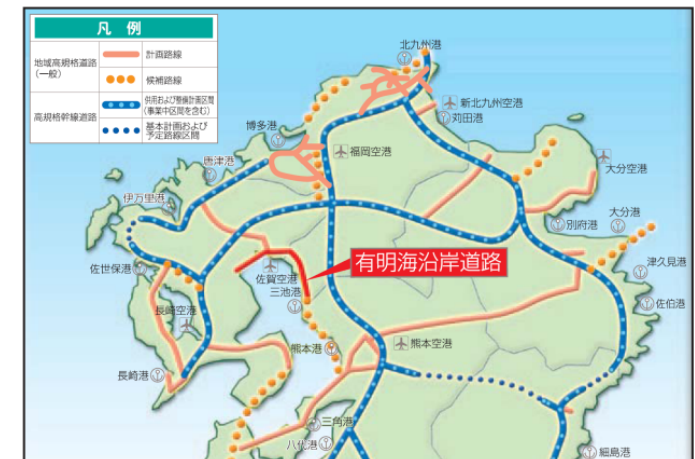 凡 例
地域高規格道路
(一般)
計画路線
候補路線
高規格幹線道路
供用および整備計画区間
(事業中区間を含む)
基本計画および
予定路線区間
北九州港
新北九州空港
苅田港
博多港
福岡空港
唐津港
大分空港
伊万里港
別府港
大分港
津久見港
佐世保港
佐賀空港
有明海沿岸道路
三池港
佐伯港
長崎空港
熊本港
熊本空港
長崎港
三角港
八代港
細島港